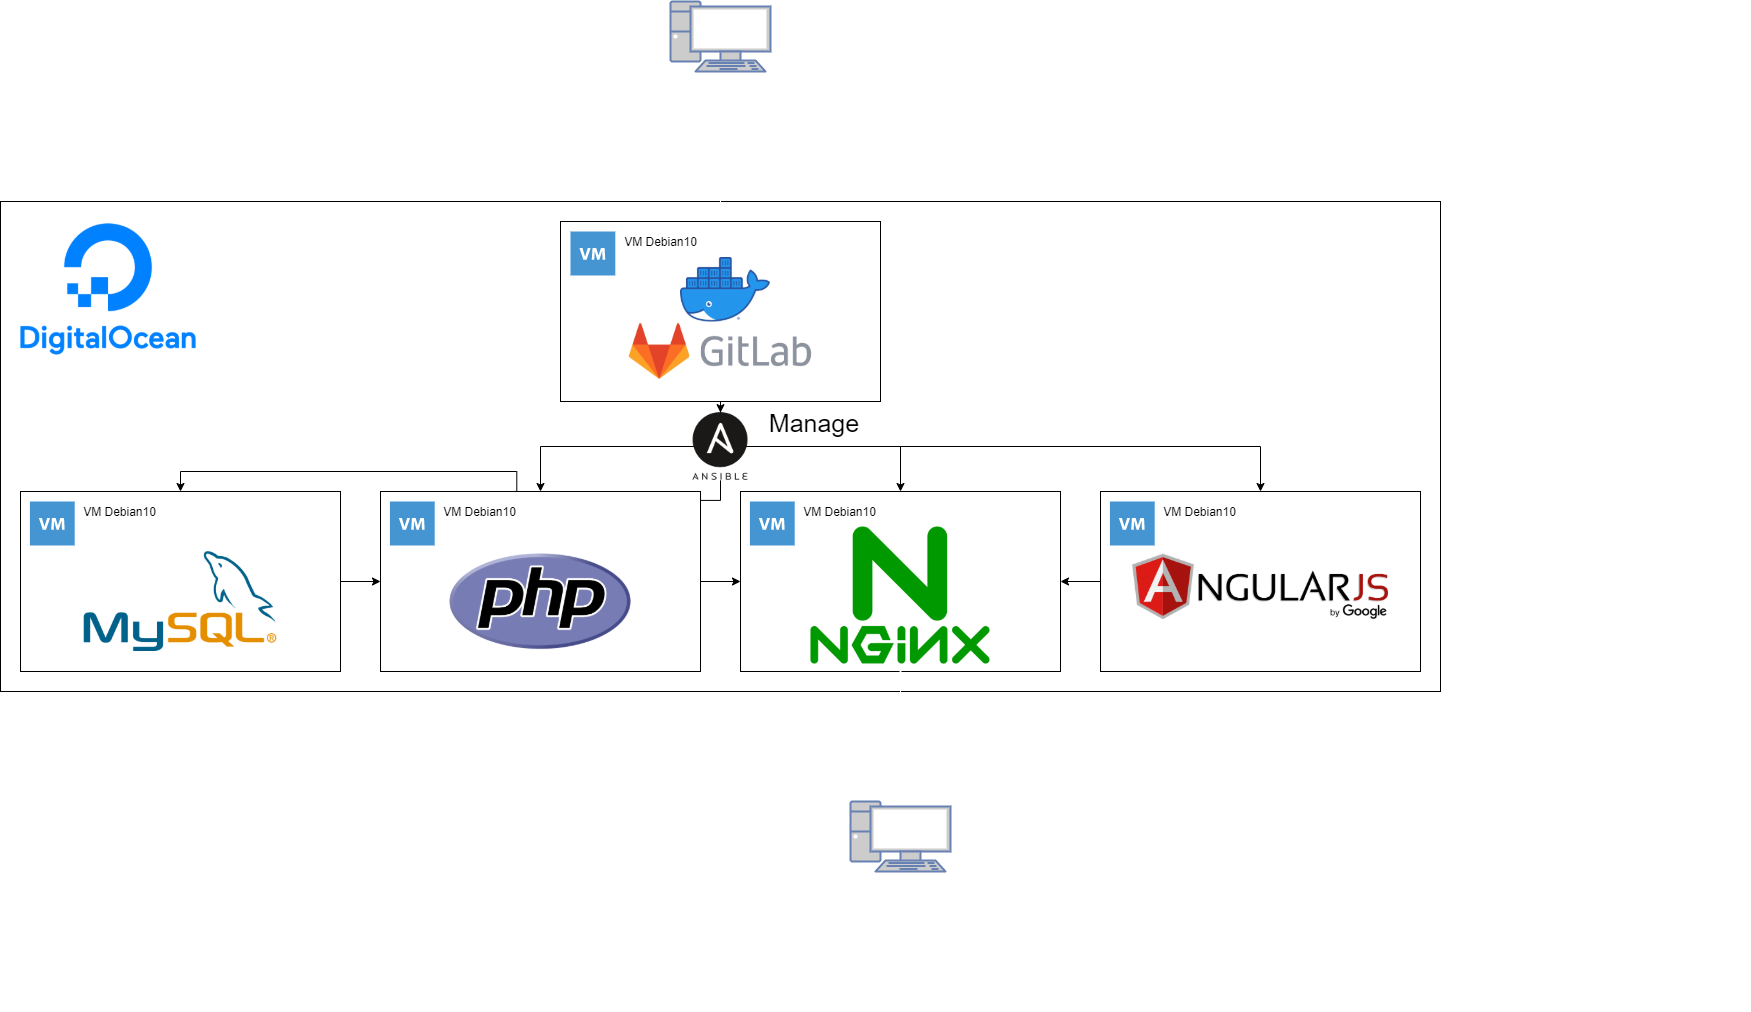 VM
VM Debian10
DigitalOcean
GitLab
Manage
ANSIBLE
VM
VM Debian10
VM
VM Debian10
VM
VM Debian10
VM
VM Debian10
MySQL®
php
N
NGiNX
ANGULARJS
by Google